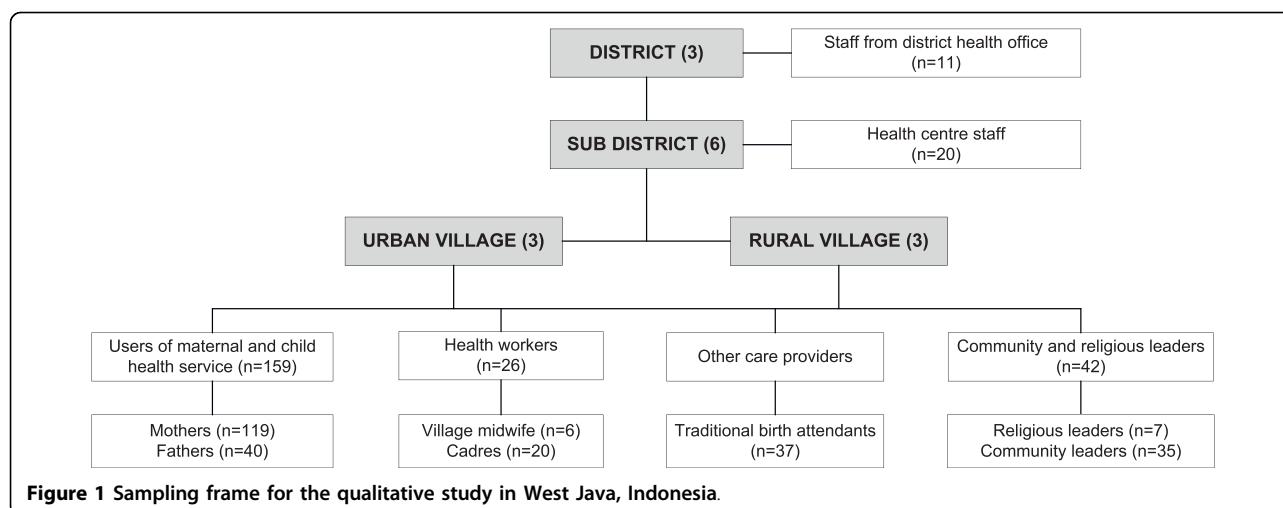 DISTRICT (3)
Staff from district health office
(n=11)
SUB DISTRICT (6)
Health centre staff
(n=20)
URBAN VILLAGE (3)
RURAL VILLAGE (3)
Users of maternal and child
health service (n=159)
Health workers
(n=26)
Other care providers
Community and religious leaders
(n=42)
Mothers (n=119)
Fathers (n=40)
Village midwife (n=6)
Cadres (n=20)
Traditional birth attendants
(n=37)
Religious leaders (n=7)
Community leaders (n=35)
Figure 1 Sampling frame for the qualitative study in West Java, Indonesia.